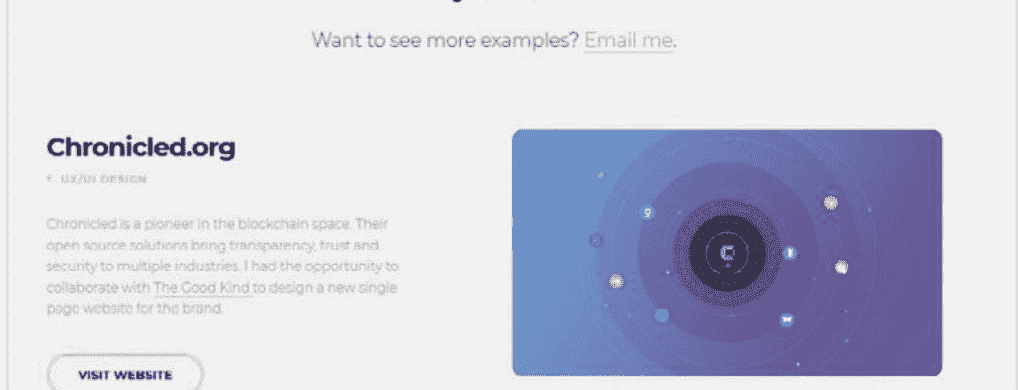 Want to see more examples? Email me.
Chronicled.org
UX/UI DESIGN
Chronicled is a pioneer in the blockchain space. Their
open source solutions bring transparency, trust and
security to multiple industries. I had the opportunity to
collaborate with The Good Kind to design a new single
page website for the brand.
VISIT WEBSITE
C